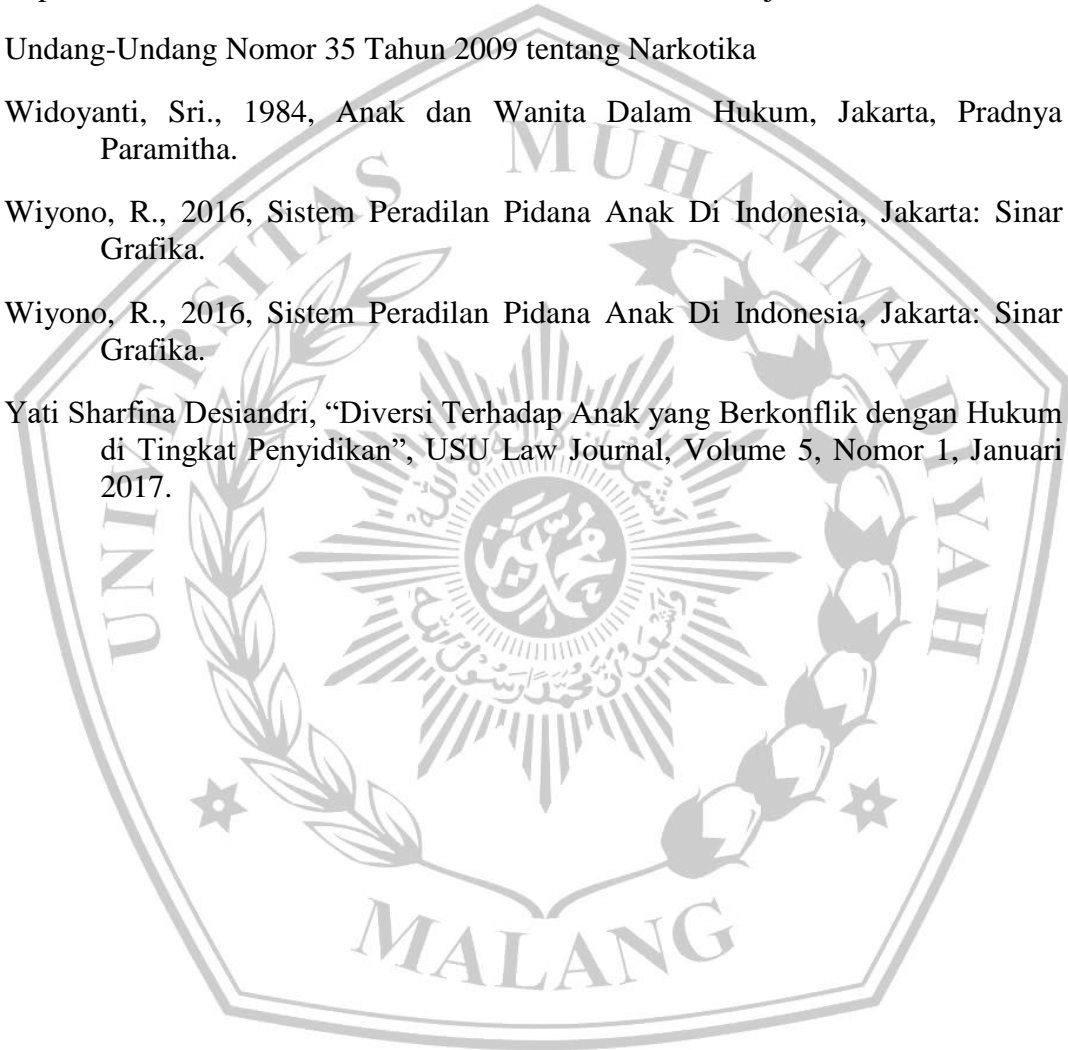 Undang-Undang Nomor 35 Tahun 2009 tentang Narkotika
Widoyanti, Sri., 1984, Anak dan Wanita Dalam Hukum, Jakarta, Pradnya
Paramitha.
Wiyono, R., 2016, Sistem Peradilan Pidana Anak Di Indonesia, Jakarta: Sinar
Grafika.
Wiyono, R., 2016, Sistem Peradilan Pidana Anak Di Indonesia, Jakarta: Sinar
Grafika.
Yati Sharfina Desiandri, “Diversi Terhadap Anak yang Berkonflik dengan Hukum
di Tingkat Penyidikan”, USU Law Journal, Volume 5, Nomor 1, Januari
2017.
UNIVERSITAS MUHAMMADIYAH
MALANG